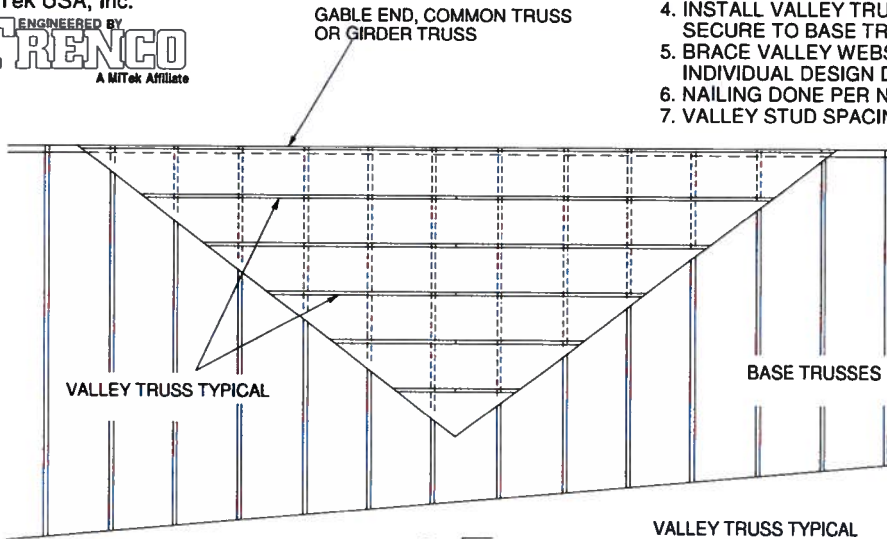 Tek USA, Inc.
ENGINEERED BY
TRENCO
A MiTek Affiliate
GABLE END, COMMON TRUSS
OR GIRDER TRUSS
4. INSTALL VALLEY TRU
SECURE TO BASE TR
5. BRACE VALLEY WEBS
INDIVIDUAL DESIGN D
6. NAILING DONE PER N
7. VALLEY STUD SPACIN
VALLEY TRUSS TYPICAL
BASE TRUSSES
VALLEY TRUSS TYPICAL